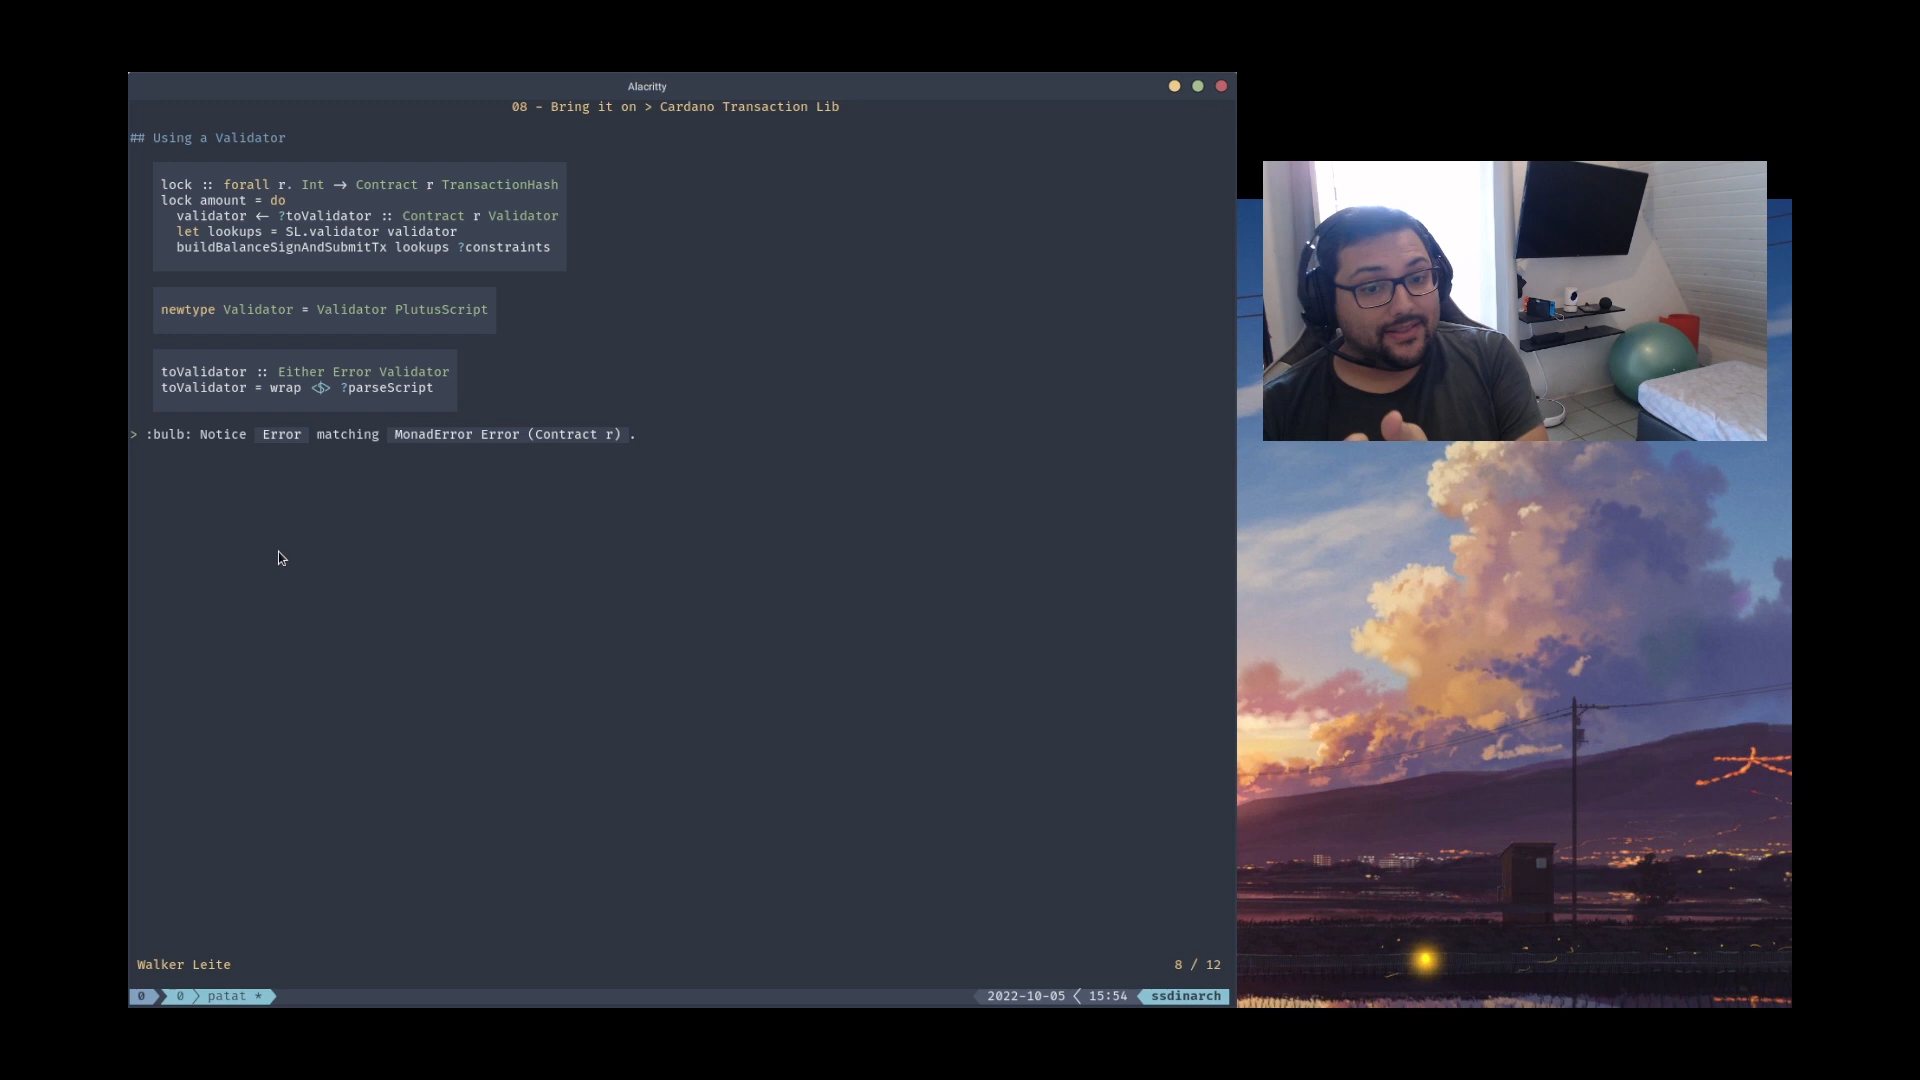 Alacritty
08 - Bring it on > Cardano Transaction Lib
## Using a Validator
lock :: forall r. Int → Contract r TransactionHash
lock amount = do
validator ← ?toValidator :: Contract r Validator
let lookups = SL.validator validator
buildBalanceSignAndSubmitTx lookups ?constraints
newtype Validator = Validator PlutusScript
toValidator :: Either Error Validator
toValidator = wrap <$> ?parseScript
> :bulb: Notice Error matching MonadError Error (Contract r) .
Walker Leite
8 / 12
0 0 patat *
2022-10-05 15:54 ssdinarch